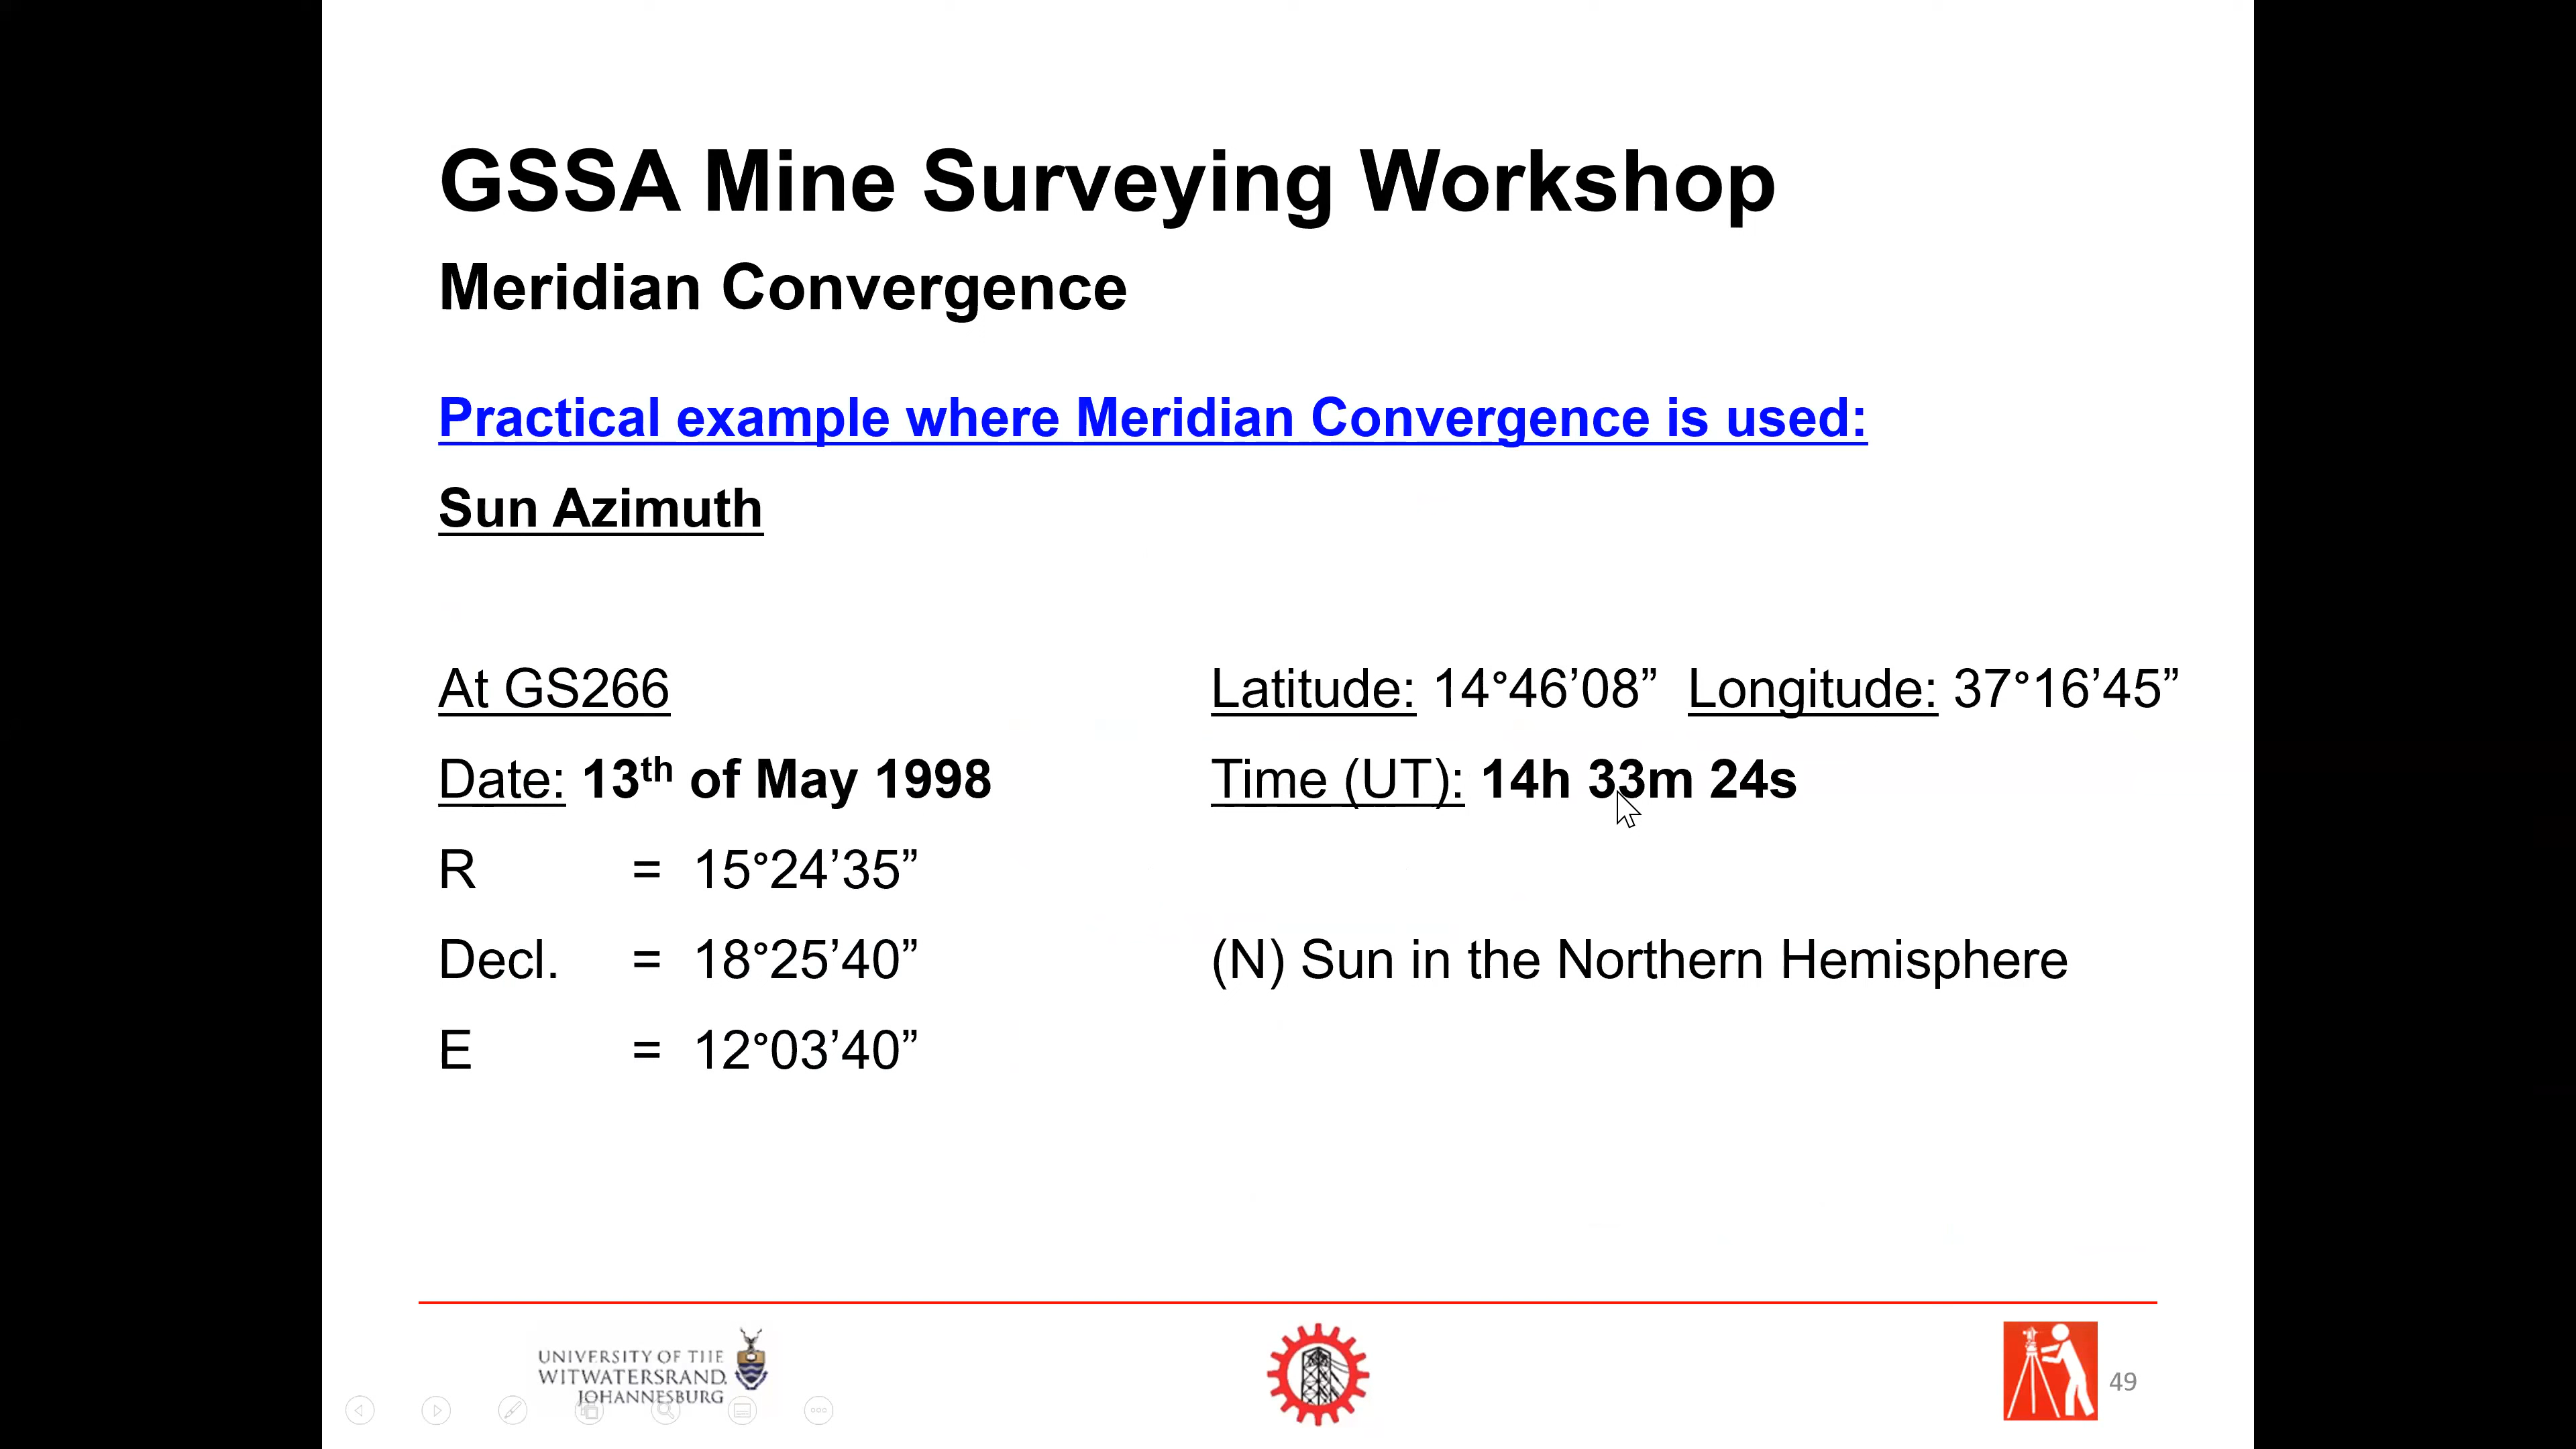 GSSA Mine Surveying Workshop
Meridian Convergence
Practical example where Meridian Convergence is used:
Sun Azimuth
At GS266 Latitude: 14°46’08” Longitude: 37°16’45”
Date: 13th of May 1998 Time (UT): 14h 33m 24s
R = 15°24’35”
Decl. = 18°25’40” (N) Sun in the Northern Hemisphere
E = 12°03’40”
UNIVERSITY OF THE
WITWATERSRAND,
JOHANNESBURG
49